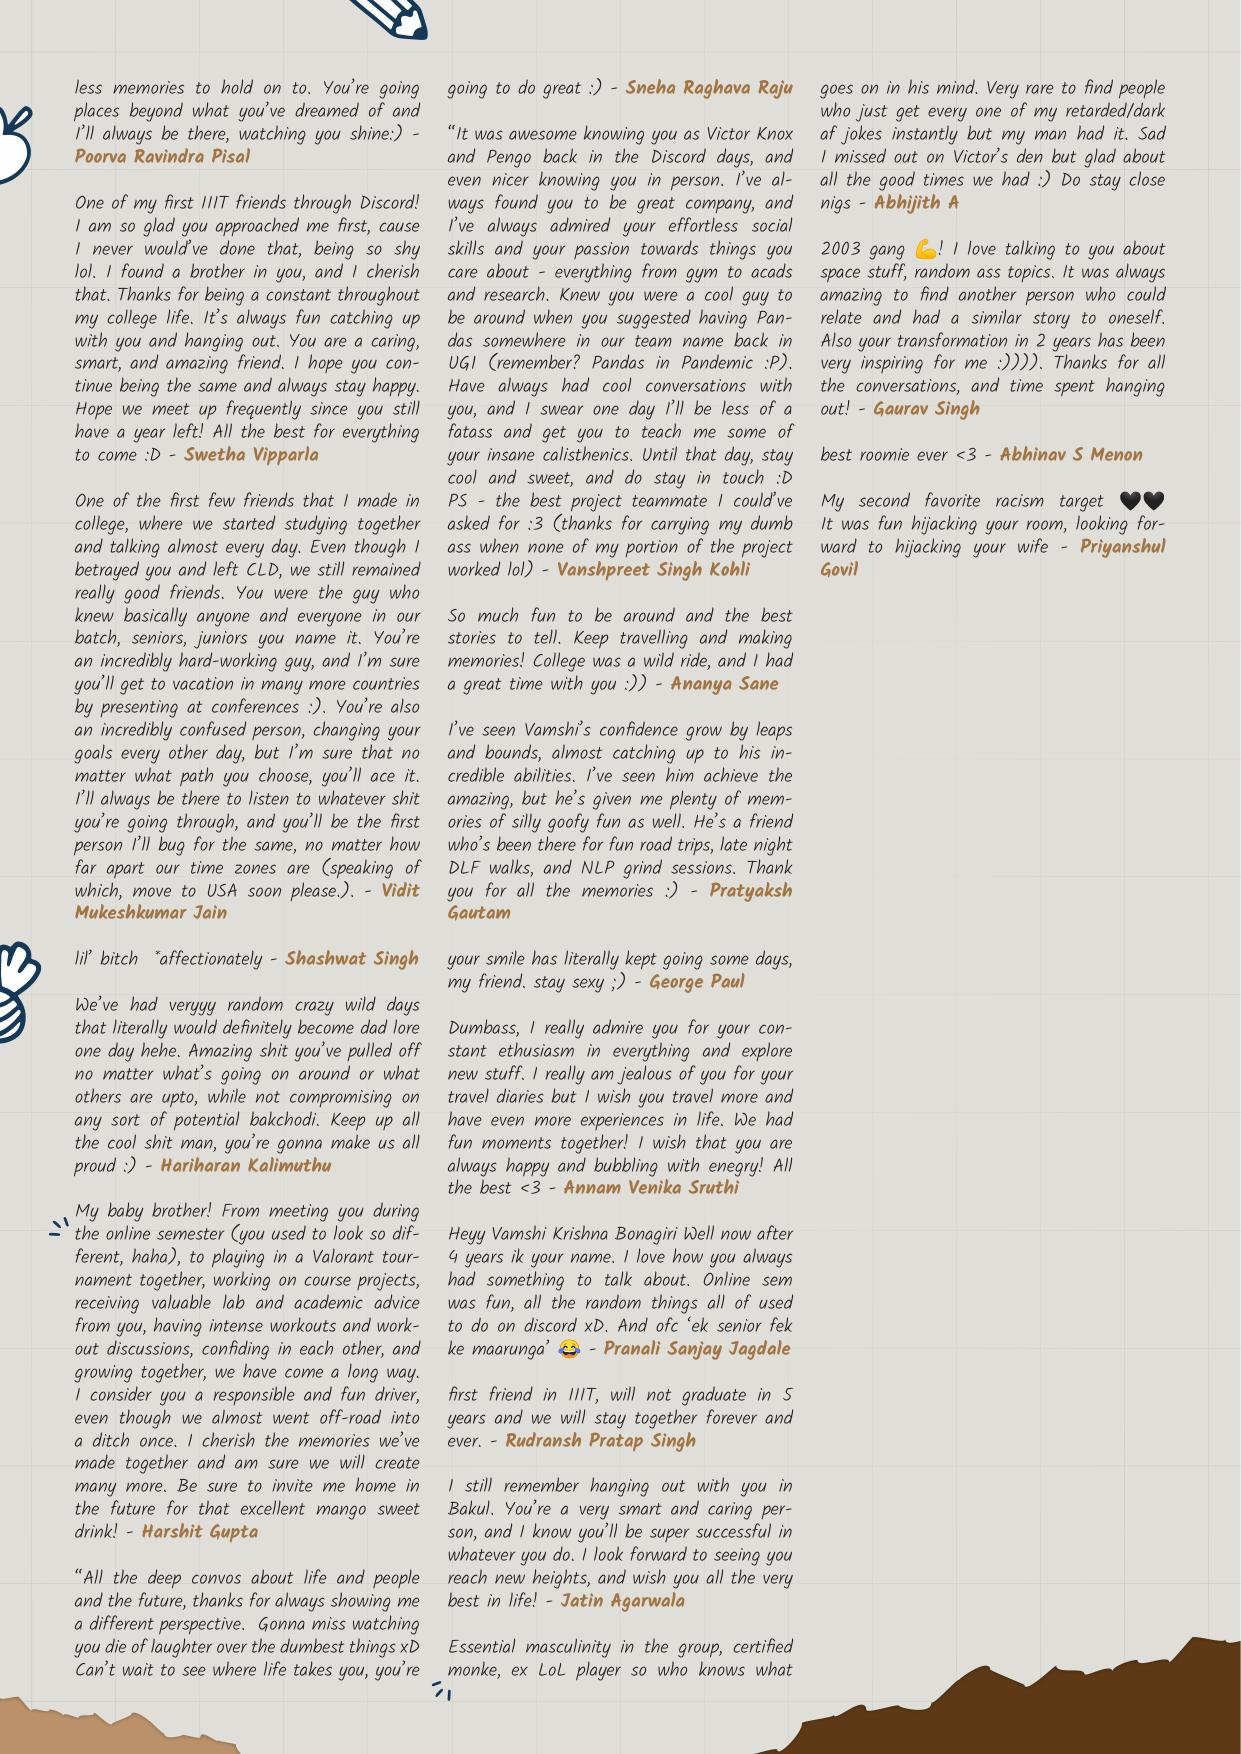 less memories to hold on to. You're going
places beyond what you've dreamed of and
I'll always be there, watching you shine:) -
Poorva Ravindra Pisal
One of my first IIIT friends through Discord!
I am so glad you approached me first, cause
I never would've done that, being so shy
lol. I found a brother in you, and I cherish
that. Thanks for being a constant throughout
my college life. It's always fun catching up
with you and hanging out. You are a caring,
smart, and amazing friend. I hope you con-
tinue being the same and always stay happy.
Hope we meet up frequently since you still
have a year left! All the best for everything
to come :D - Swetha Vipparla
One of the first few friends that I made in
college, where we started studying together
and talking almost every day. Even though I
betrayed you and left CLD, we still remained
really good friends. You were the guy who
knew basically anyone and everyone in our
batch, seniors, juniors you name it. You're
an incredibly hard-working guy, and I'm sure
you'll get to vacation in many more countries
by presenting at conferences :). You're also
an incredibly confused person, changing your
goals every other day, but I'm sure that no
matter what path you choose, you'll ace it.
I'll always be there to listen to whatever shit
you're going through, and you'll be the first
person I'll bug for the same, no matter how
far apart our time zones are (speaking of
which, move to USA soon please.). - Vidit
Mukeshkumar Jain
lil' bitch *affectionately - Shashwat Singh
We've had veryyy random crazy wild days
that literally would definitely become dad lore
one day hehe. Amazing shit you've pulled off
no matter what's going on around or what
others are upto, while not compromising on
any sort of potential bakchodi. Keep up all
the cool shit man, you're gonna make us all
proud :) - Hariharan Kalimuthu
My baby brother! From meeting you during
the online semester (you used to look so dif-
ferent, haha), to playing in a Valorant tour-
nament together, working on course projects,
receiving valuable lab and academic advice
from you, having intense workouts and work-
out discussions, confiding in each other, and
growing together, we have come a long way.
I consider you a responsible and fun driver,
even though we almost went off-road into
a ditch once. I cherish the memories we've
made together and am sure we will create
many more. Be sure to invite me home in
the future for that excellent mango sweet
drink! - Harshit Gupta
“All the deep convos about life and people
and the future, thanks for always showing me
a different perspective. Gonna miss watching
you die of laughter over the dumbest things xD
Can't wait to see where life takes you, you're
going to do great :) - Sneha Raghava Raju
“It was awesome knowing you as Victor Knox
and Pengo back in the Discord days, and
even nicer knowing you in person. I've al-
ways found you to be great company, and
I've always admired your effortless social
skills and your passion towards things you
care about - everything from gym to acads
and research. Knew you were a cool guy to
be around when you suggested having Pan-
das somewhere in our team name back in
UG1 (remember? Pandas in Pandemic :P).
Have always had cool conversations with
you, and I swear one day I'll be less of a
fatass and get you to teach me some of
your insane calisthenics. Until that day, stay
cool and sweet, and do stay in touch :D
PS - the best project teammate I could've
asked for :3 (thanks for carrying my dumb
ass when none of my portion of the project
worked lol) - Vanshpreet Singh Kohli
So much fun to be around and the best
stories to tell. Keep travelling and making
memories! College was a wild ride, and I had
a great time with you :)) - Ananya Sane
I've seen Vamshi's confidence grow by leaps
and bounds, almost catching up to his in-
credible abilities. I've seen him achieve the
amazing, but he's given me plenty of mem-
ories of silly goofy fun as well. He's a friend
who's been there for fun road trips, late night
DLF walks, and NLP grind sessions. Thank
you for all the memories :) - Pratyaksh
Gautam
your smile has literally kept going some days,
my friend. stay sexy ;) - George Paul
Dumbass, I really admire you for your con-
stant ethusiasm in everything and explore
new stuff. I really am jealous of you for your
travel diaries but I wish you travel more and
have even more experiences in life. We had
fun moments together! I wish that you are
always happy and bubbling with enegry! All
the best <3 - Annam Venika Sruthi
Heyy Vamshi Krishna Bonagiri Well now after
4 years ik your name. I love how you always
had something to talk about. Online sem
was fun, all the random things all of used
to do on discord xD. And ofc ‘ek senior fek
ke maarunga’ 😂 - Pranali Sanjay Jagdale
first friend in IIIT, will not graduate in 5
years and we will stay together forever and
ever. - Rudransh Pratap Singh
I still remember hanging out with you in
Bakul. You're a very smart and caring per-
son, and I know you'll be super successful in
whatever you do. I look forward to seeing you
reach new heights, and wish you all the very
best in life! - Jatin Agarwala
Essential masculinity in the group, certified
monke, ex LoL player so who knows what
goes on in his mind. Very rare to find people
who just get every one of my retarded/dark
af jokes instantly but my man had it. Sad
I missed out on Victor's den but glad about
all the good times we had :) Do stay close
nigs - Abhijith A
2003 gang 💪! I love talking to you about
space stuff, random ass topics. It was always
amazing to find another person who could
relate and had a similar story to oneself.
Also your transformation in 2 years has been
very inspiring for me :)))). Thanks for all
the conversations, and time spent hanging
out! - Gaurav Singh
best roomie ever <3 - Abhinav S Menon
My second favorite racism target 🖤🖤
It was fun hijacking your room, looking for-
ward to hijacking your wife - Priyanshul
Govil